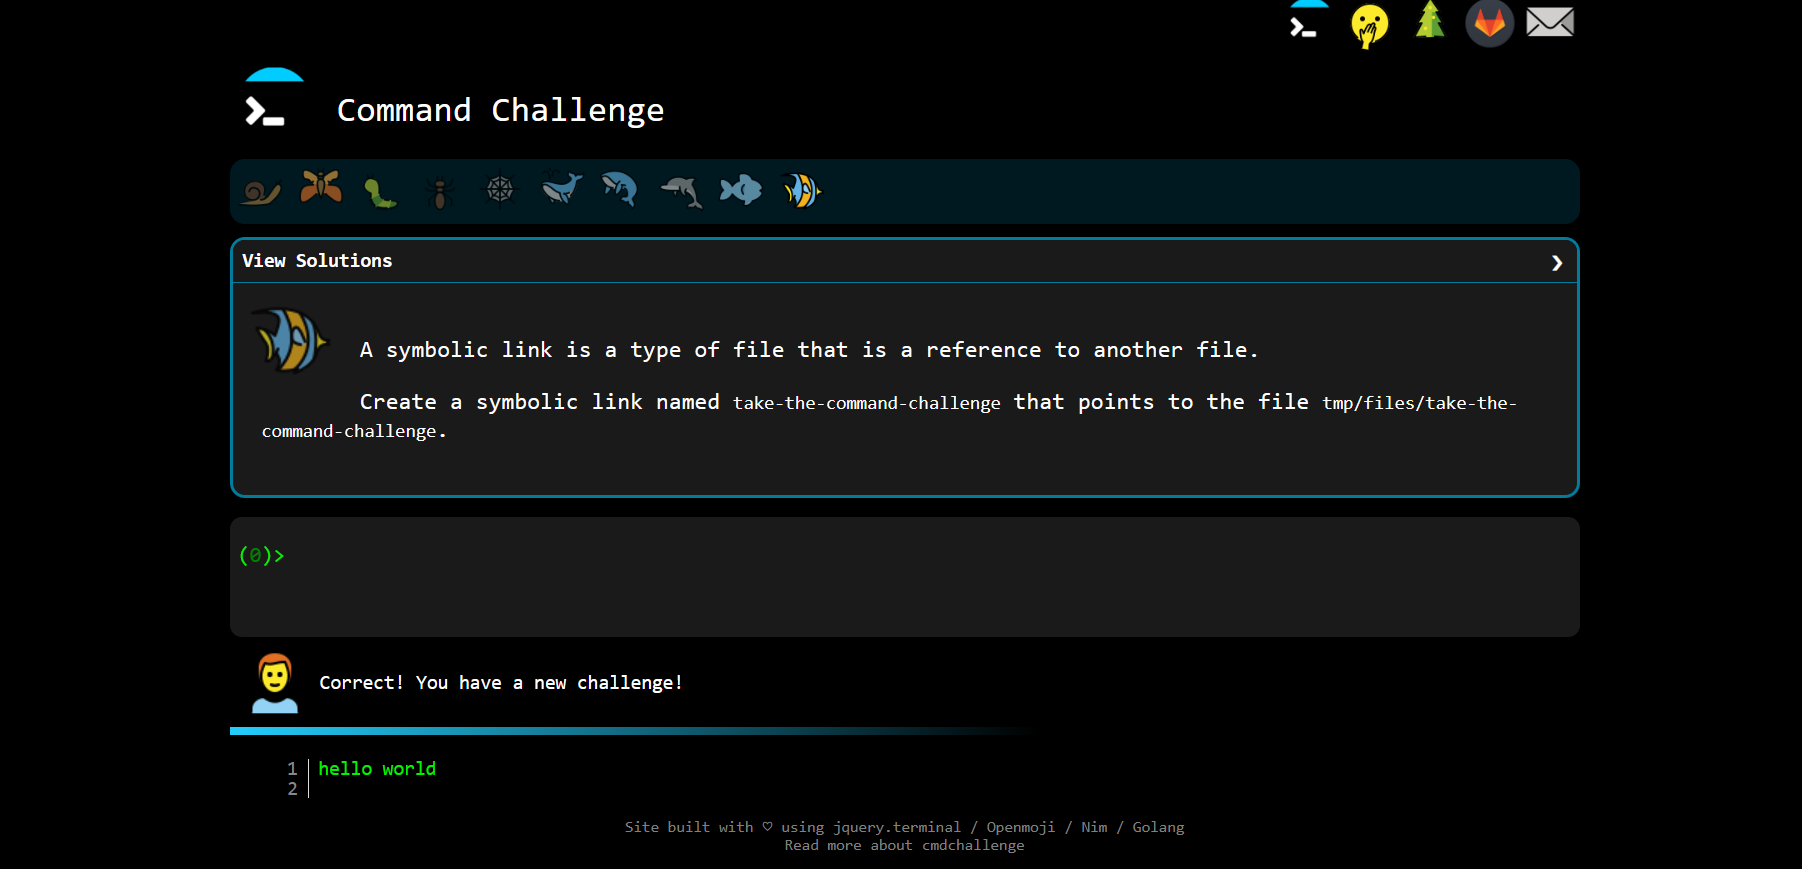 Command Challenge
View Solutions
A symbolic link is a type of file that is a reference to another file.
Create a symbolic link named take-the-command-challenge that points to the file tmp/files/take-the-
command-challenge.
(0)>
Correct! You have a new challenge!
1 hello world
2
Site built with ♡ using jquery.terminal / Openmoji / Nim / Golang
Read more about cmdchallenge